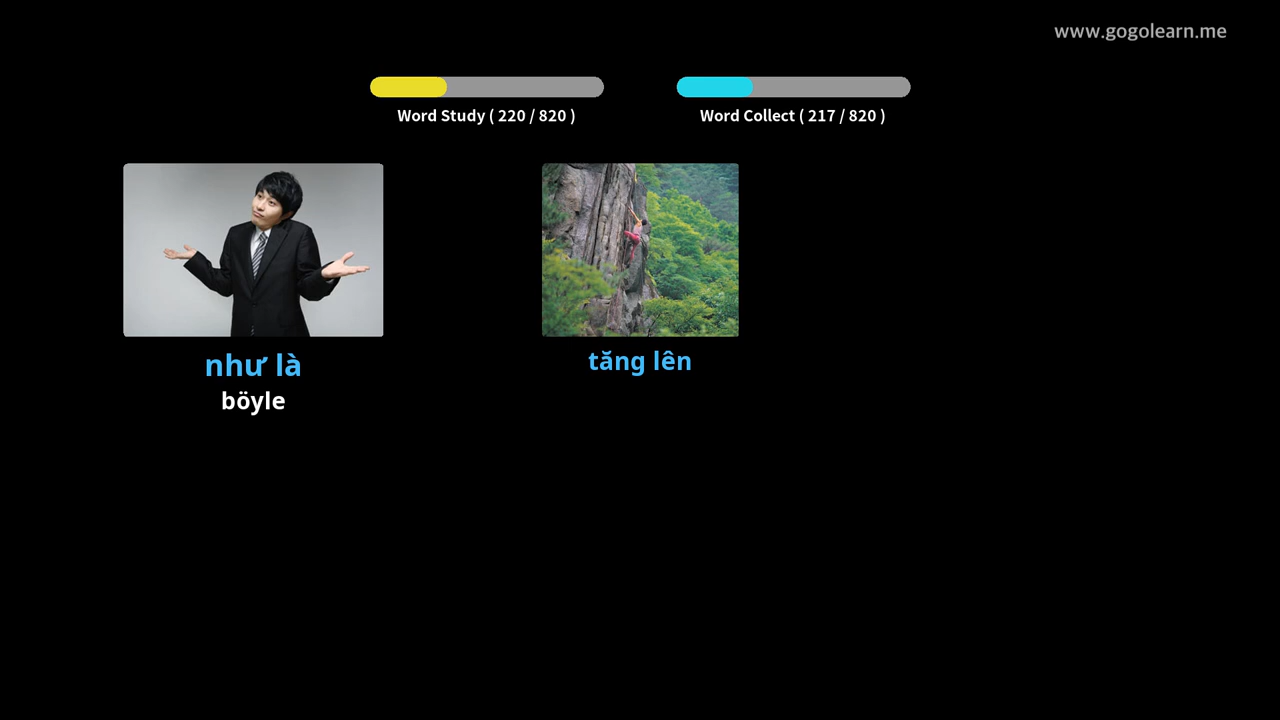 www.gogolearn.me
Word Study ( 220 / 820 )
Word Collect ( 217 / 820 )
như là
böyle
tăng lên